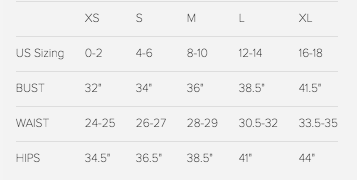 XS S M L XL
US Sizing 0-2 4-6 8-10 12-14 16-18
BUST 32" 34" 36" 38.5" 41.5"
WAIST 24-25 26-27 28-29 30.5-32 33.5-35
HIPS 34.5" 36.5" 38.5" 41" 44"